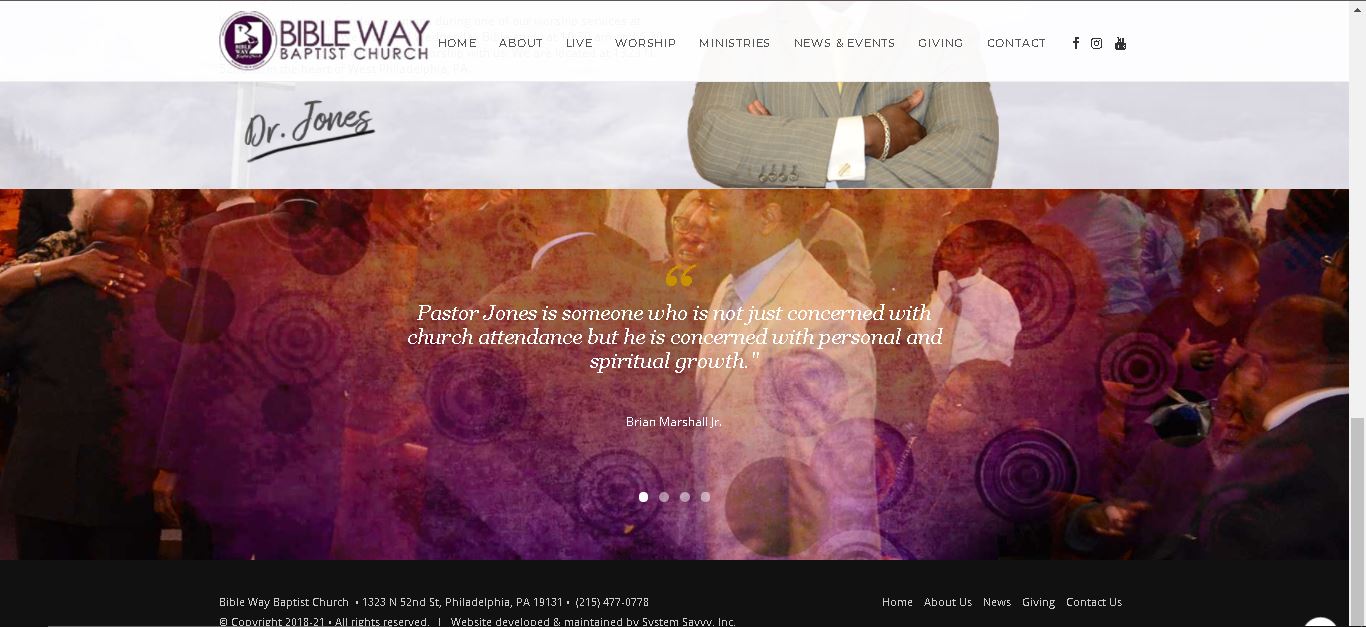 BIBLE WAY
BAPTIST CHURCH
BIBLE WAY
HOME ABOUT LIVE WORSHIP MINISTRIES NEWS & EVENTS GIVING CONTACT
during one of our worship services at
in the heart of West Philadelphia, PA.
Dr. Jones
“
Pastor Jones is someone who is not just concerned with
church attendance but he is concerned with personal and
spiritual growth."
Brian Marshall Jr.
Bible Way Baptist Church • 1323 N 52nd St, Philadelphia, PA 19131 • (215) 477-0778
Home About Us News Giving Contact Us
© Copyright 2018-21 • All rights reserved. | Website developed & maintained by System Savvy, Inc.